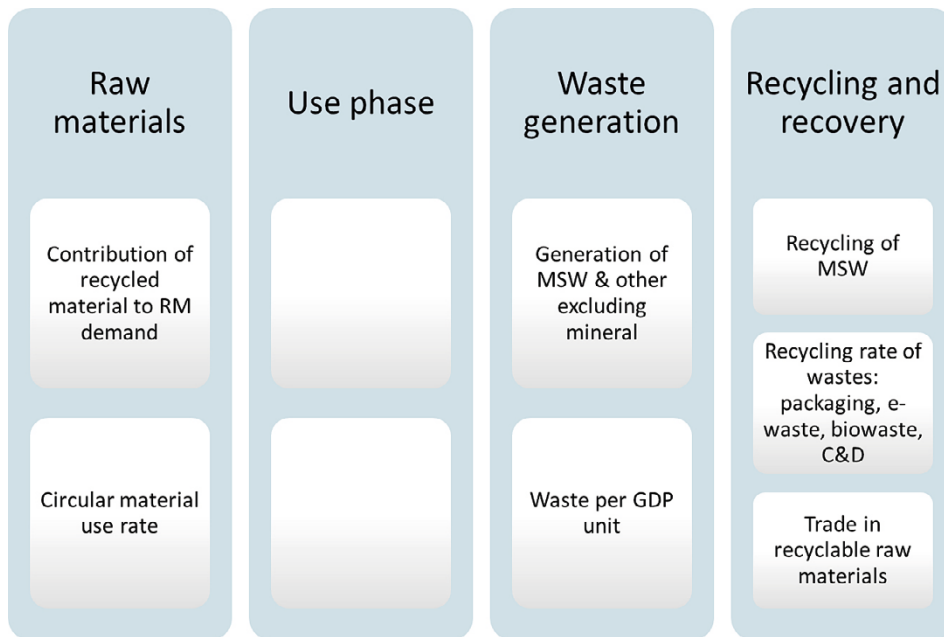 Raw
materials
Contribution of
recycled
material to RM
demand
Circular material
use rate
Use phase
Waste
generation
Generation of
MSW & other
excluding
mineral
Waste per GDP
unit
Recycling and
recovery
Recycling of
MSW
Recycling rate of
wastes:
packaging, e-
waste, biowaste,
C&D
Trade in
recyclable raw
materials